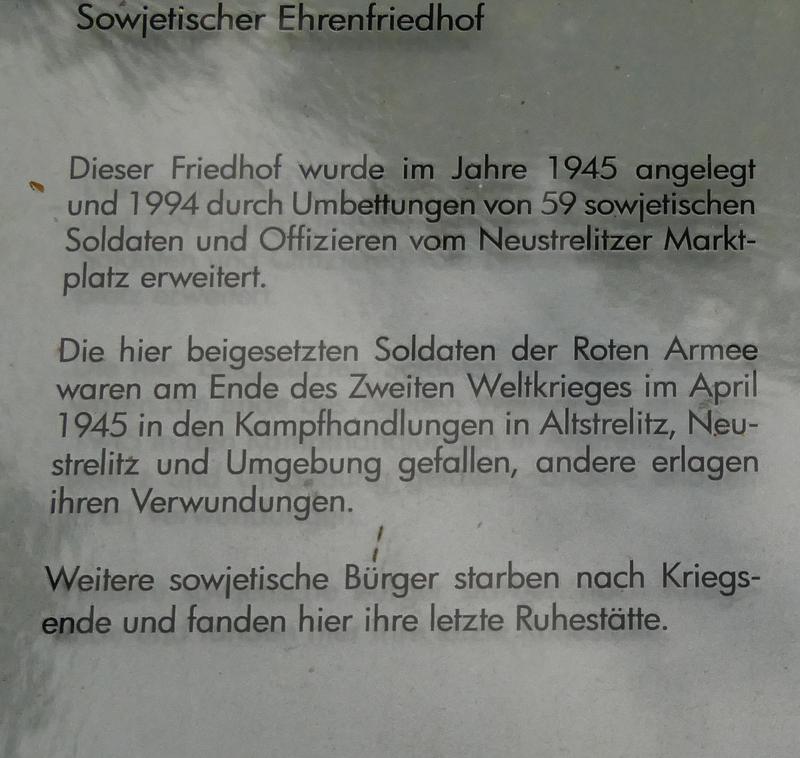 Sowjetischer Ehrenfriedhof
Dieser Friedhof wurde im Jahre 1945 angelegt
und 1994 durch Umbettungen von 59 sowjetischen
Soldaten und Offizieren vom Neustrelitzer Markt-
platz erweitert.
Die hier beigesetzten Soldaten der Roten Armee
waren am Ende des Zweiten Weltkrieges im April
1945 in den Kampfhandlungen in Altstrelitz, Neu-
strelitz und Umgebung gefallen, andere erlagen
ihren Verwundungen.
Weitere sowjetische Bürger starben nach Kriegs-
ende und fanden hier ihre letzte Ruhestätte.